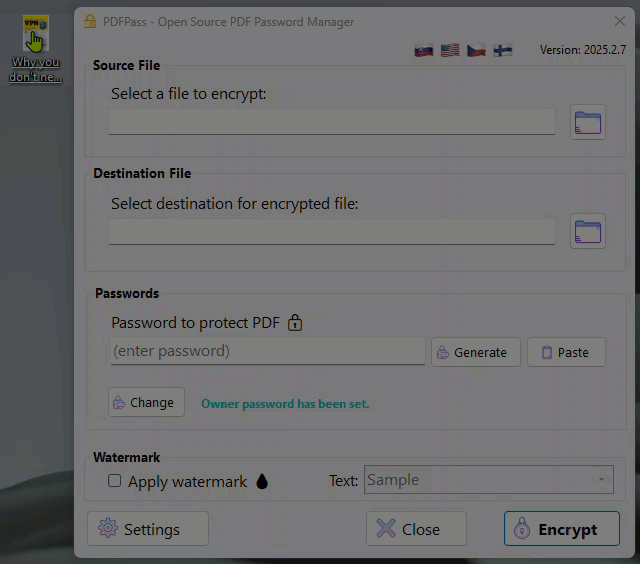 PDFPass - Open Source PDF Password Manager
VPN
Why you
don'tne...
Version: 2025.2.7
Source File
Select a file to encrypt:
Destination File
Select destination for encrypted file:
Passwords
Password to protect PDF
(enter password)
Generate
Paste
Change
Owner password has been set.
Watermark
Apply watermark
Text:
Sample
Settings
Close
Encrypt